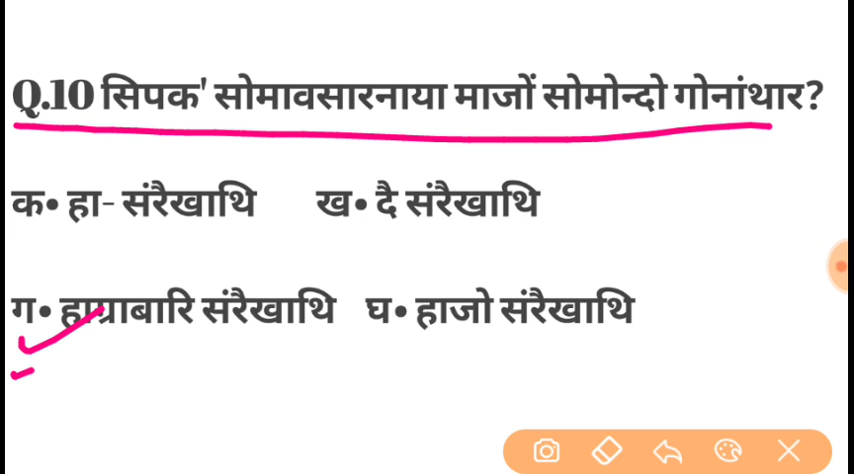 Q.10 सिपक' सोमावसारनाया माजों सोमोन्दो गोनांथार?
क• हा- संरैखाथि ख• दै संरैखाथि
ग• हाग्राबारि संरैखाथि घ• हाजो संरैखाथि